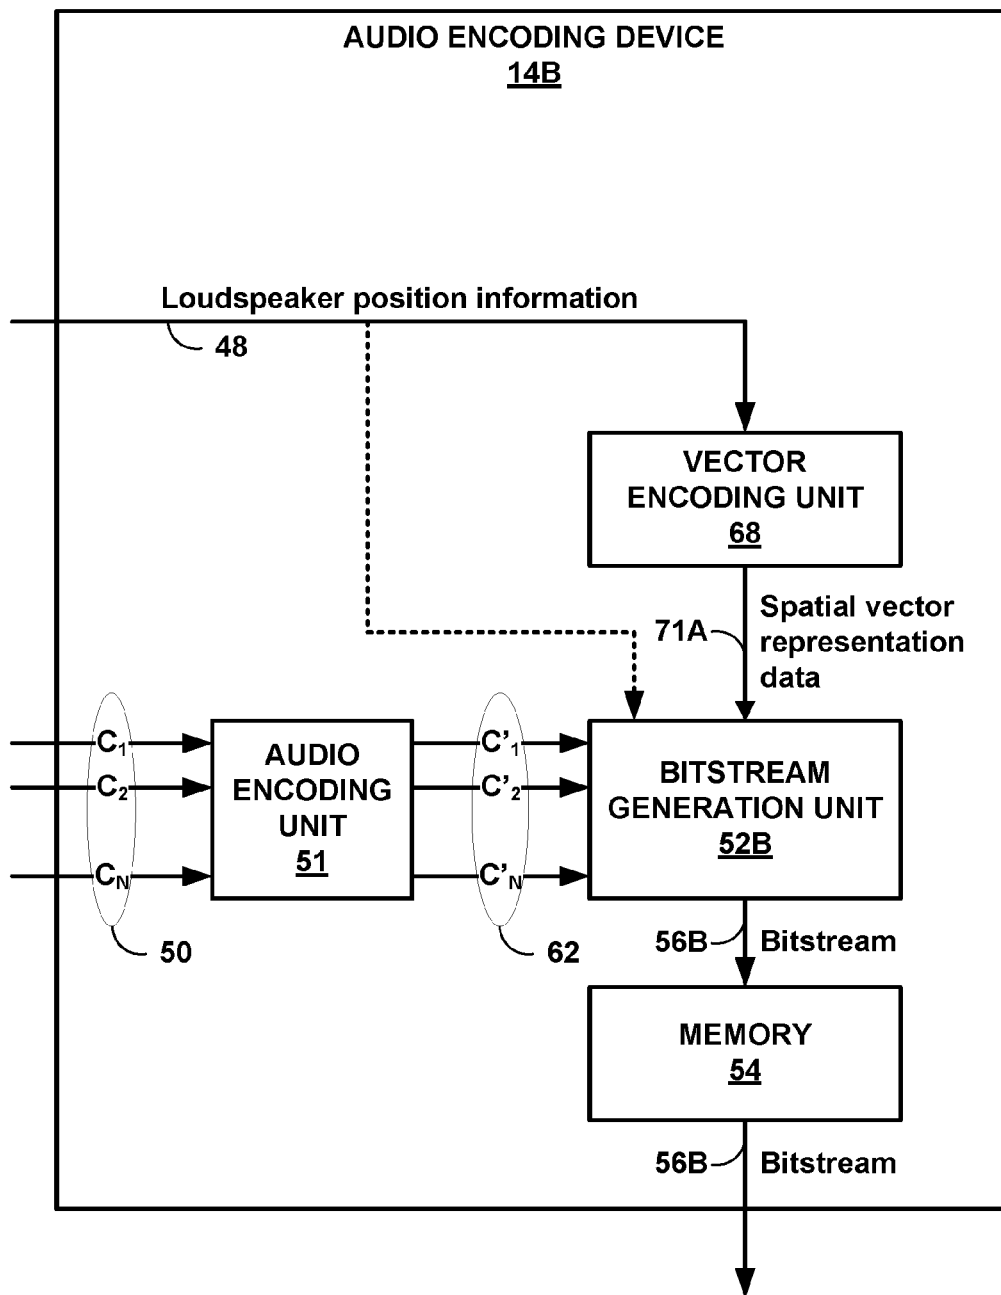 AUDIO ENCODING DEVICE
14B
Loudspeaker position information
48
VECTOR
ENCODING UNIT
68
71A
Spatial vector
representation
data
C1
C2
CN
50
AUDIO
ENCODING
UNIT
51
C'1
C'2
C'N
62
BITSTREAM
GENERATION UNIT
52B
56B
Bitstream
MEMORY
54
56B
Bitstream